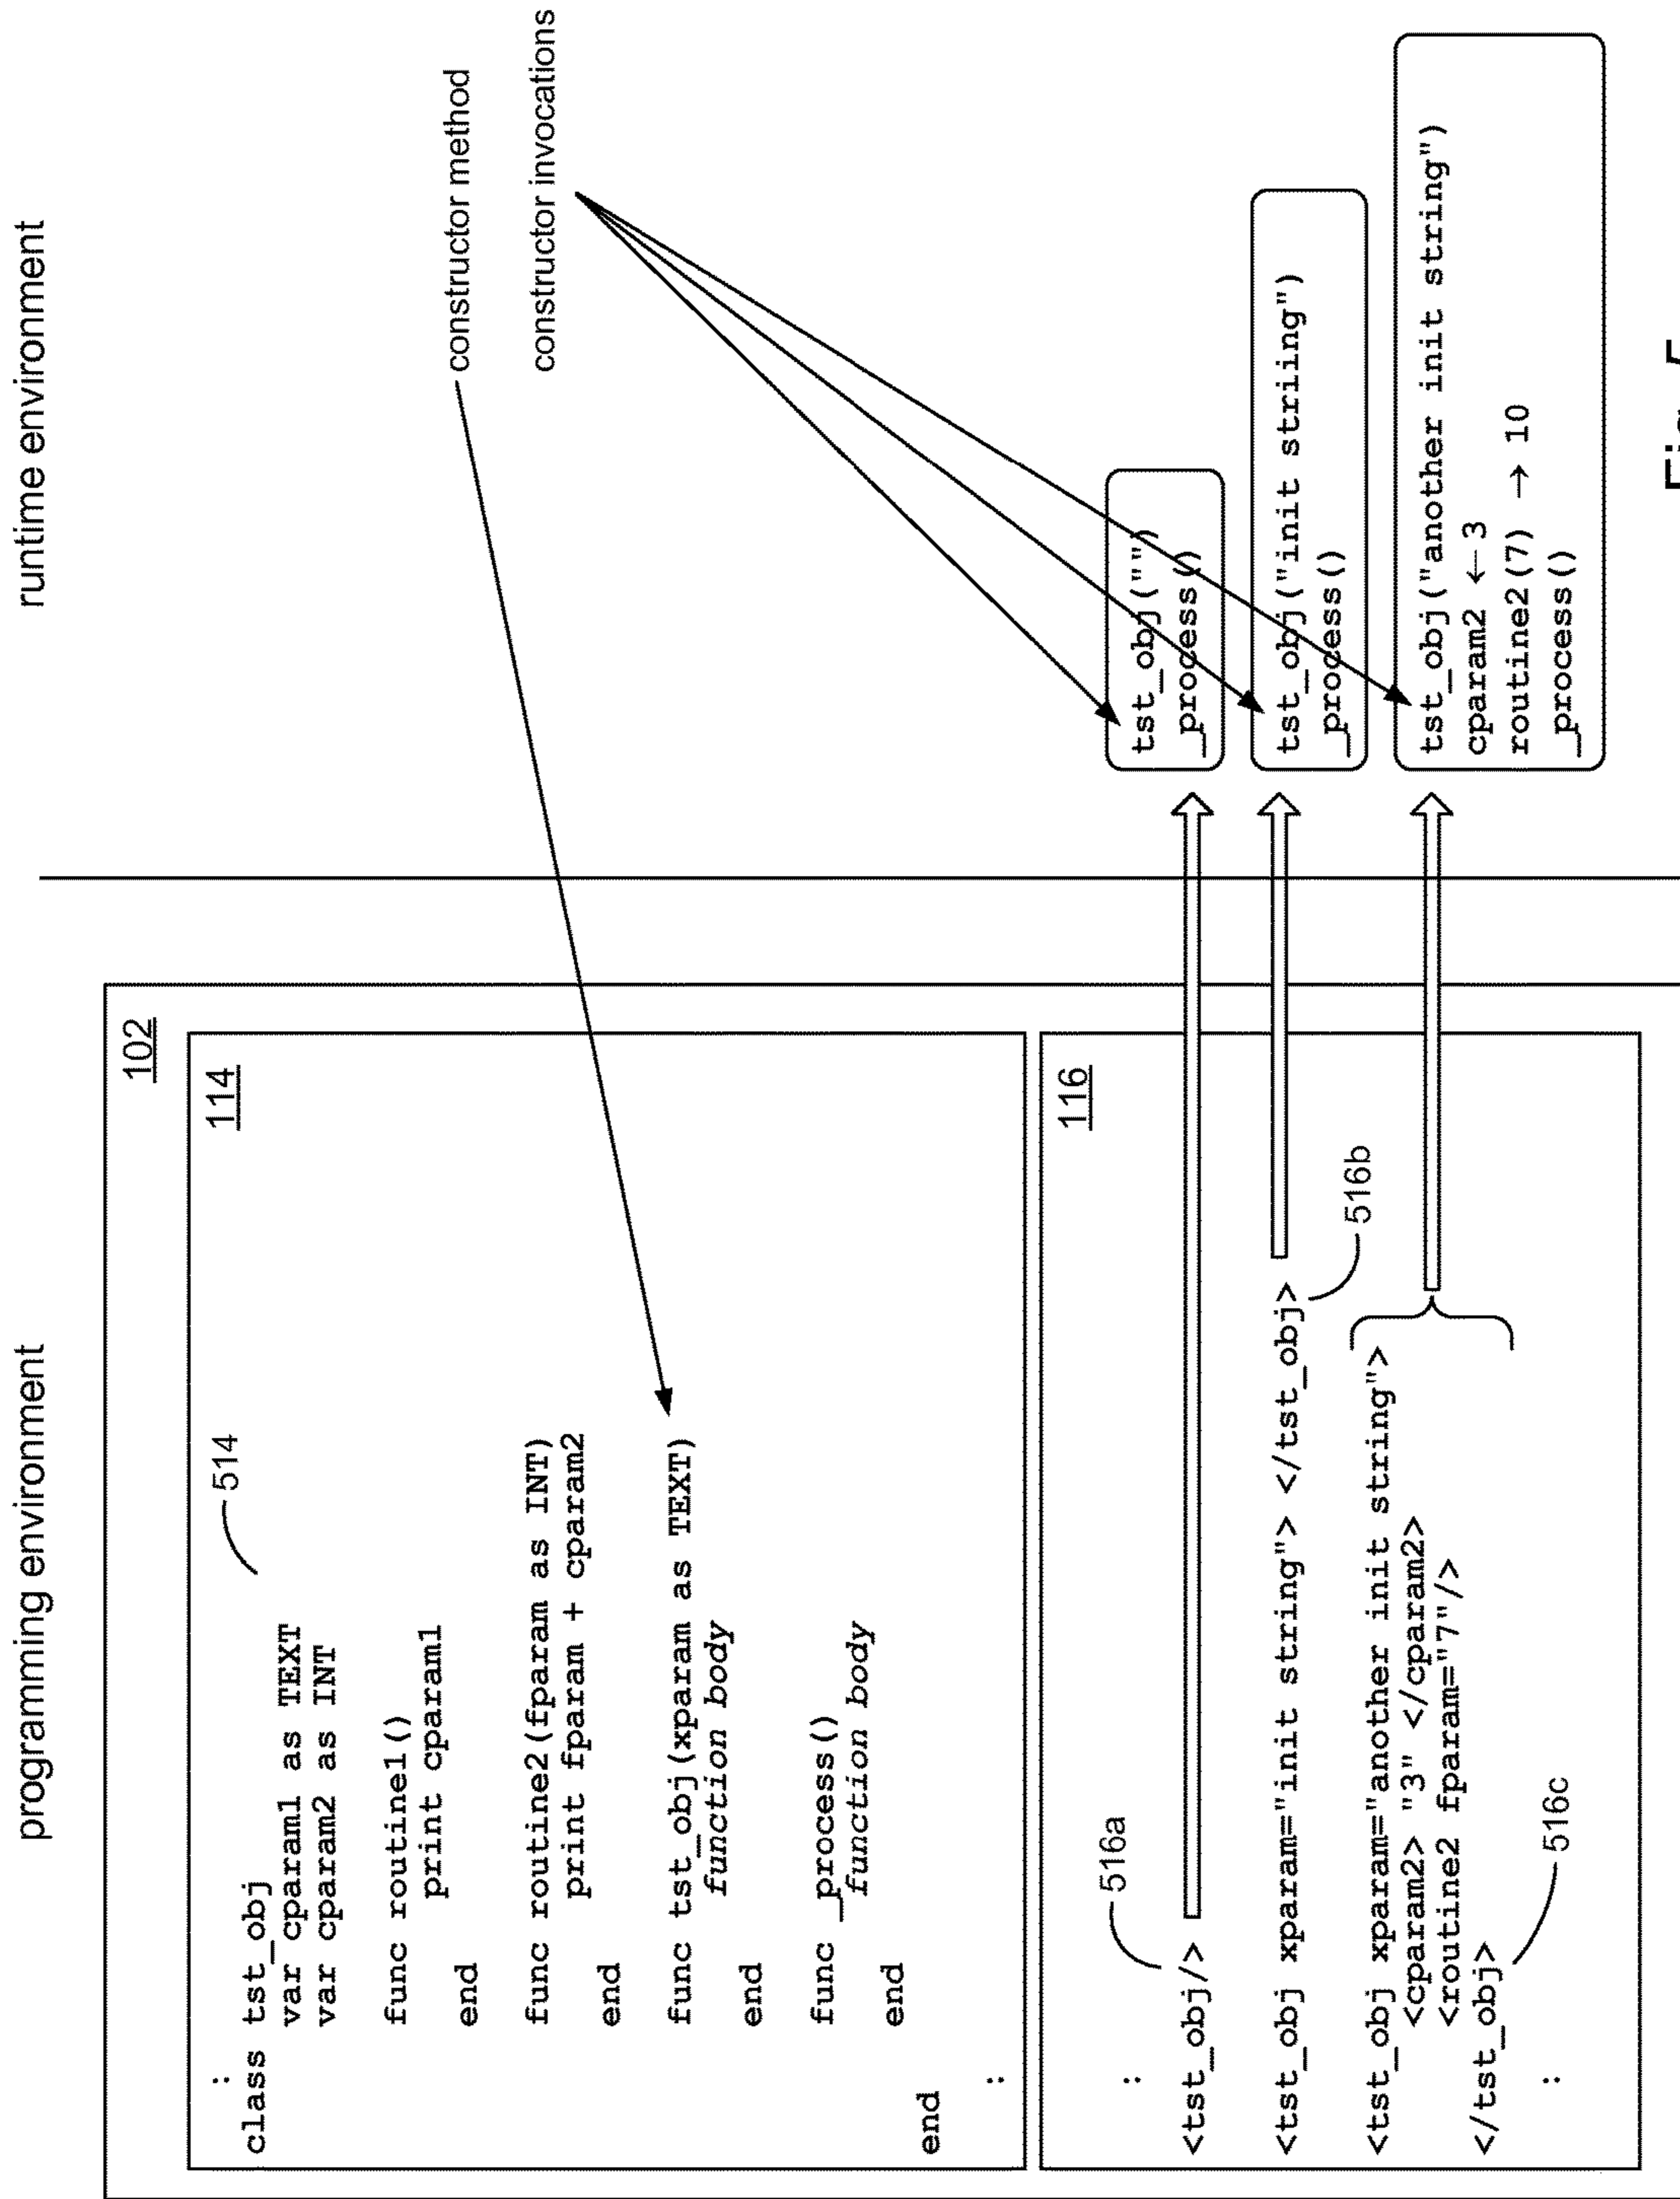 programming environment
runtime environment
102
114
514
:
class tst_obj
var cparam1 as TEXT
var cparam2 as INT
func routine1()
print cparam1
end
func routine2(fparam as INT)
print fparam + cparam2
end
func tst_obj(xparam as TEXT)
function body
end
func _process()
function body
end
end
:
constructor method
constructor invocations
116
:
516a
<tst_obj/>
<tst_obj xparam="init string"> </tst_obj>
516b
<tst_obj xparam="another init string">
<cparam2> "3" </cparam2>
<routine2 fparam="7"/>
</tst_obj>
516c
:
tst_obj("")
_process()
tst_obj("init striing")
_process()
tst_obj("another init string")
cparam2 ← 3
routine2(7) → 10
_process()